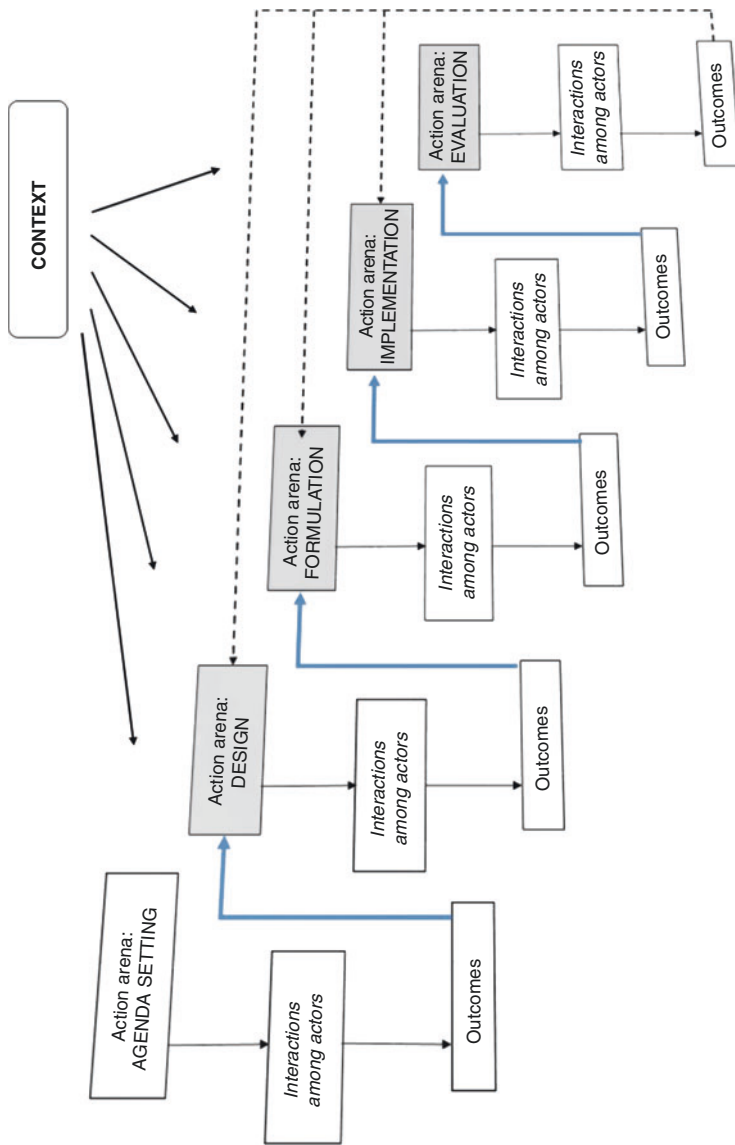 CONTEXT
Action arena:
AGENDA SETTING
Interactions
among actors
Outcomes
Action arena:
DESIGN
Interactions
among actors
Outcomes
Action arena:
FORMULATION
Interactions
among actors
Outcomes
Action arena:
IMPLEMENTATION
Interactions
among actors
Outcomes
Action arena:
EVALUATION
Interactions
among actors
Outcomes